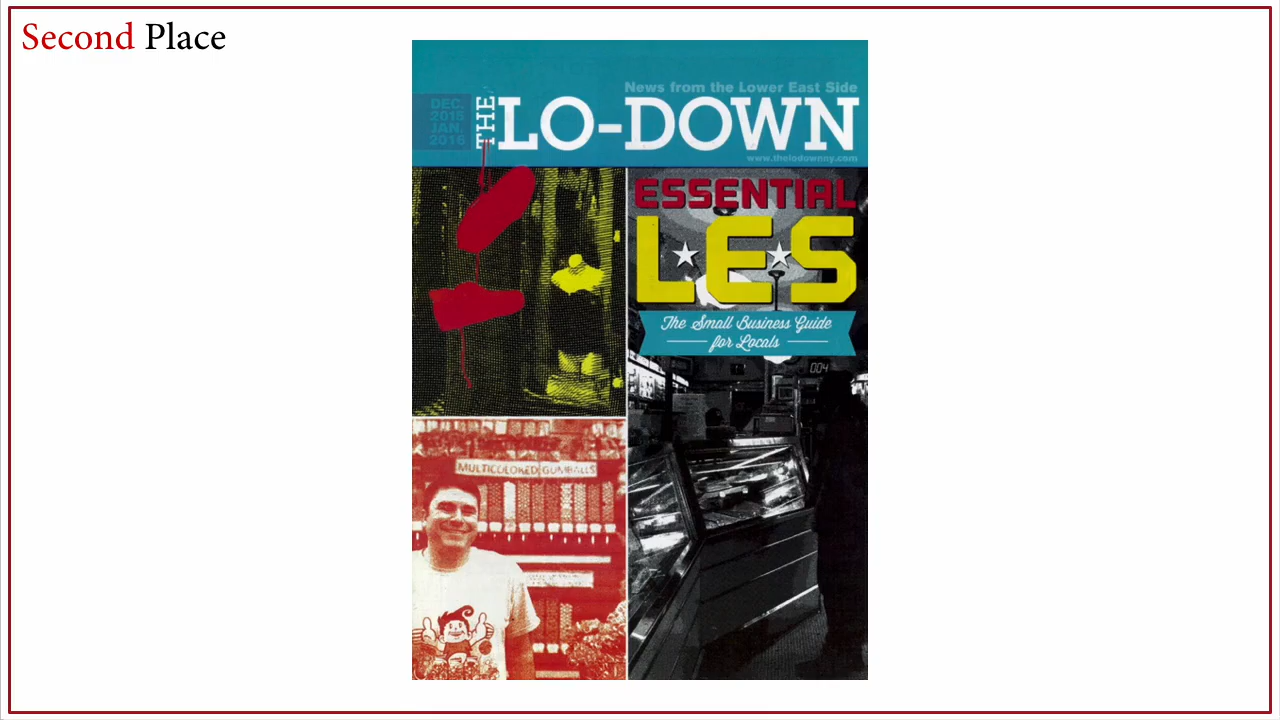 Second Place
News from the Lower East Side
DEC.
2015
JAN.
2016
THE
LO-DOWN
www.thelodownny.com
ESSENTIAL
L★E★S
The Small Business Guide
for Locals
004
MULTICOLORED GUMBALLS